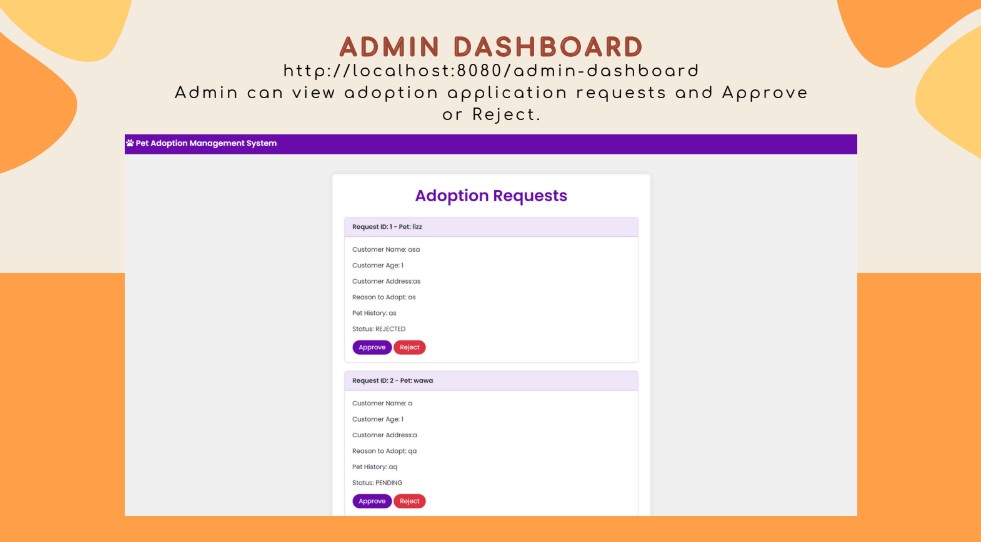 ADMIN DASHBOARD
http://localhost:8080/admin-dashboard
Admin can view adoption application requests and Approve
or Reject.
Pet Adoption Management System
Adoption Requests
Request ID: 1 - Pet: lizz
Customer Name: asa
Customer Age: 1
Customer Address:as
Reason to Adapt: as
Pet History: as
Status: REJECTED
Approve Reject
Request ID: 2 - Pet: wawa
Customer Name: a
Customer Age: 1
Customer Address:a
Reason to Adapt: qa
Pet History: aq
Status: PENDING
Approve Reject